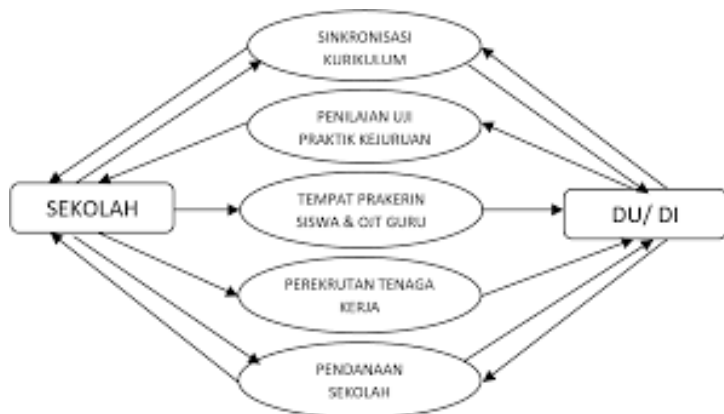 SINKRONISASI
KURIKULUM
PENILAIAN UJI
PRAKTIK KEJURUAN
SEKOLAH
TEMPAT PRAKERIN
SISWA & OJT GURU
DU/ DI
PEREKRUTAN TENAGA
KERJA
PENDANAAN
SEKOLAH